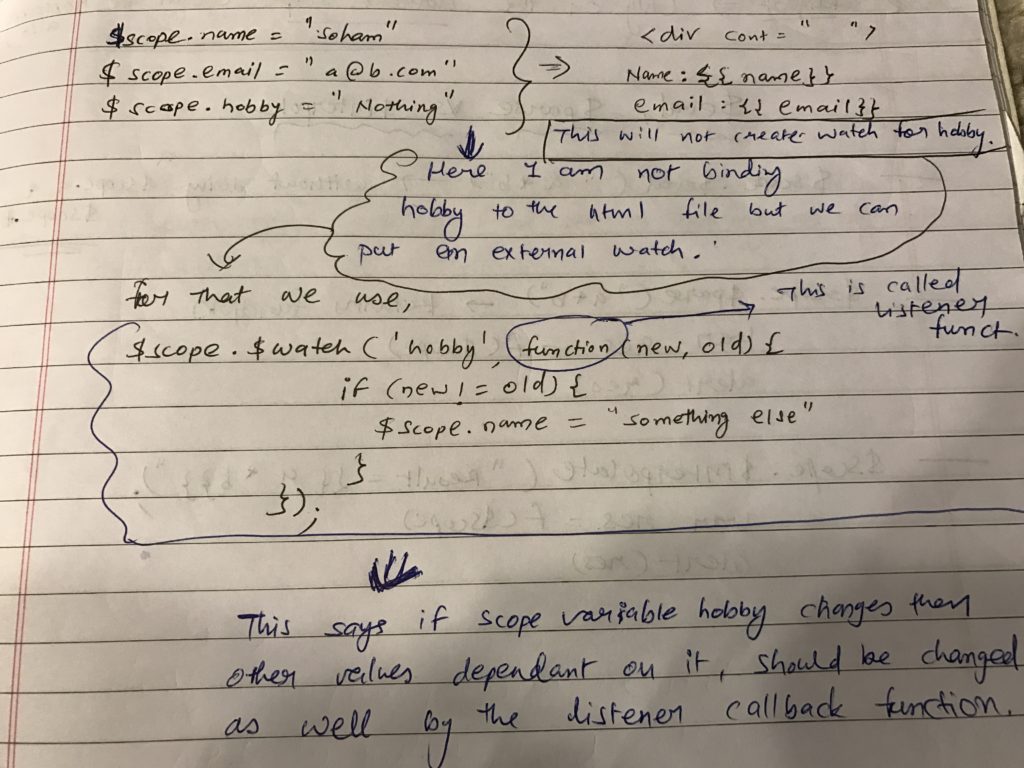 $scope.name = "soham"
$ scope.email = "a@b.com"
$ scope.hobby = "Nothing"
⇒
<div cont = " ">
Name : {{ name}}
email : {{ email}}
This will not creater watch for hobby.
Here I am not binding
hobby to the html file but we can
put an external watch.
for that we use,
This is called
listener
funct.
$scope.$watch ('hobby', function (new, old) {
if (new != old) {
$scope.name = "something else"
}
});
This says if scope variable hobby changes then
other values dependant on it, should be changed
as well by the listener callback function.